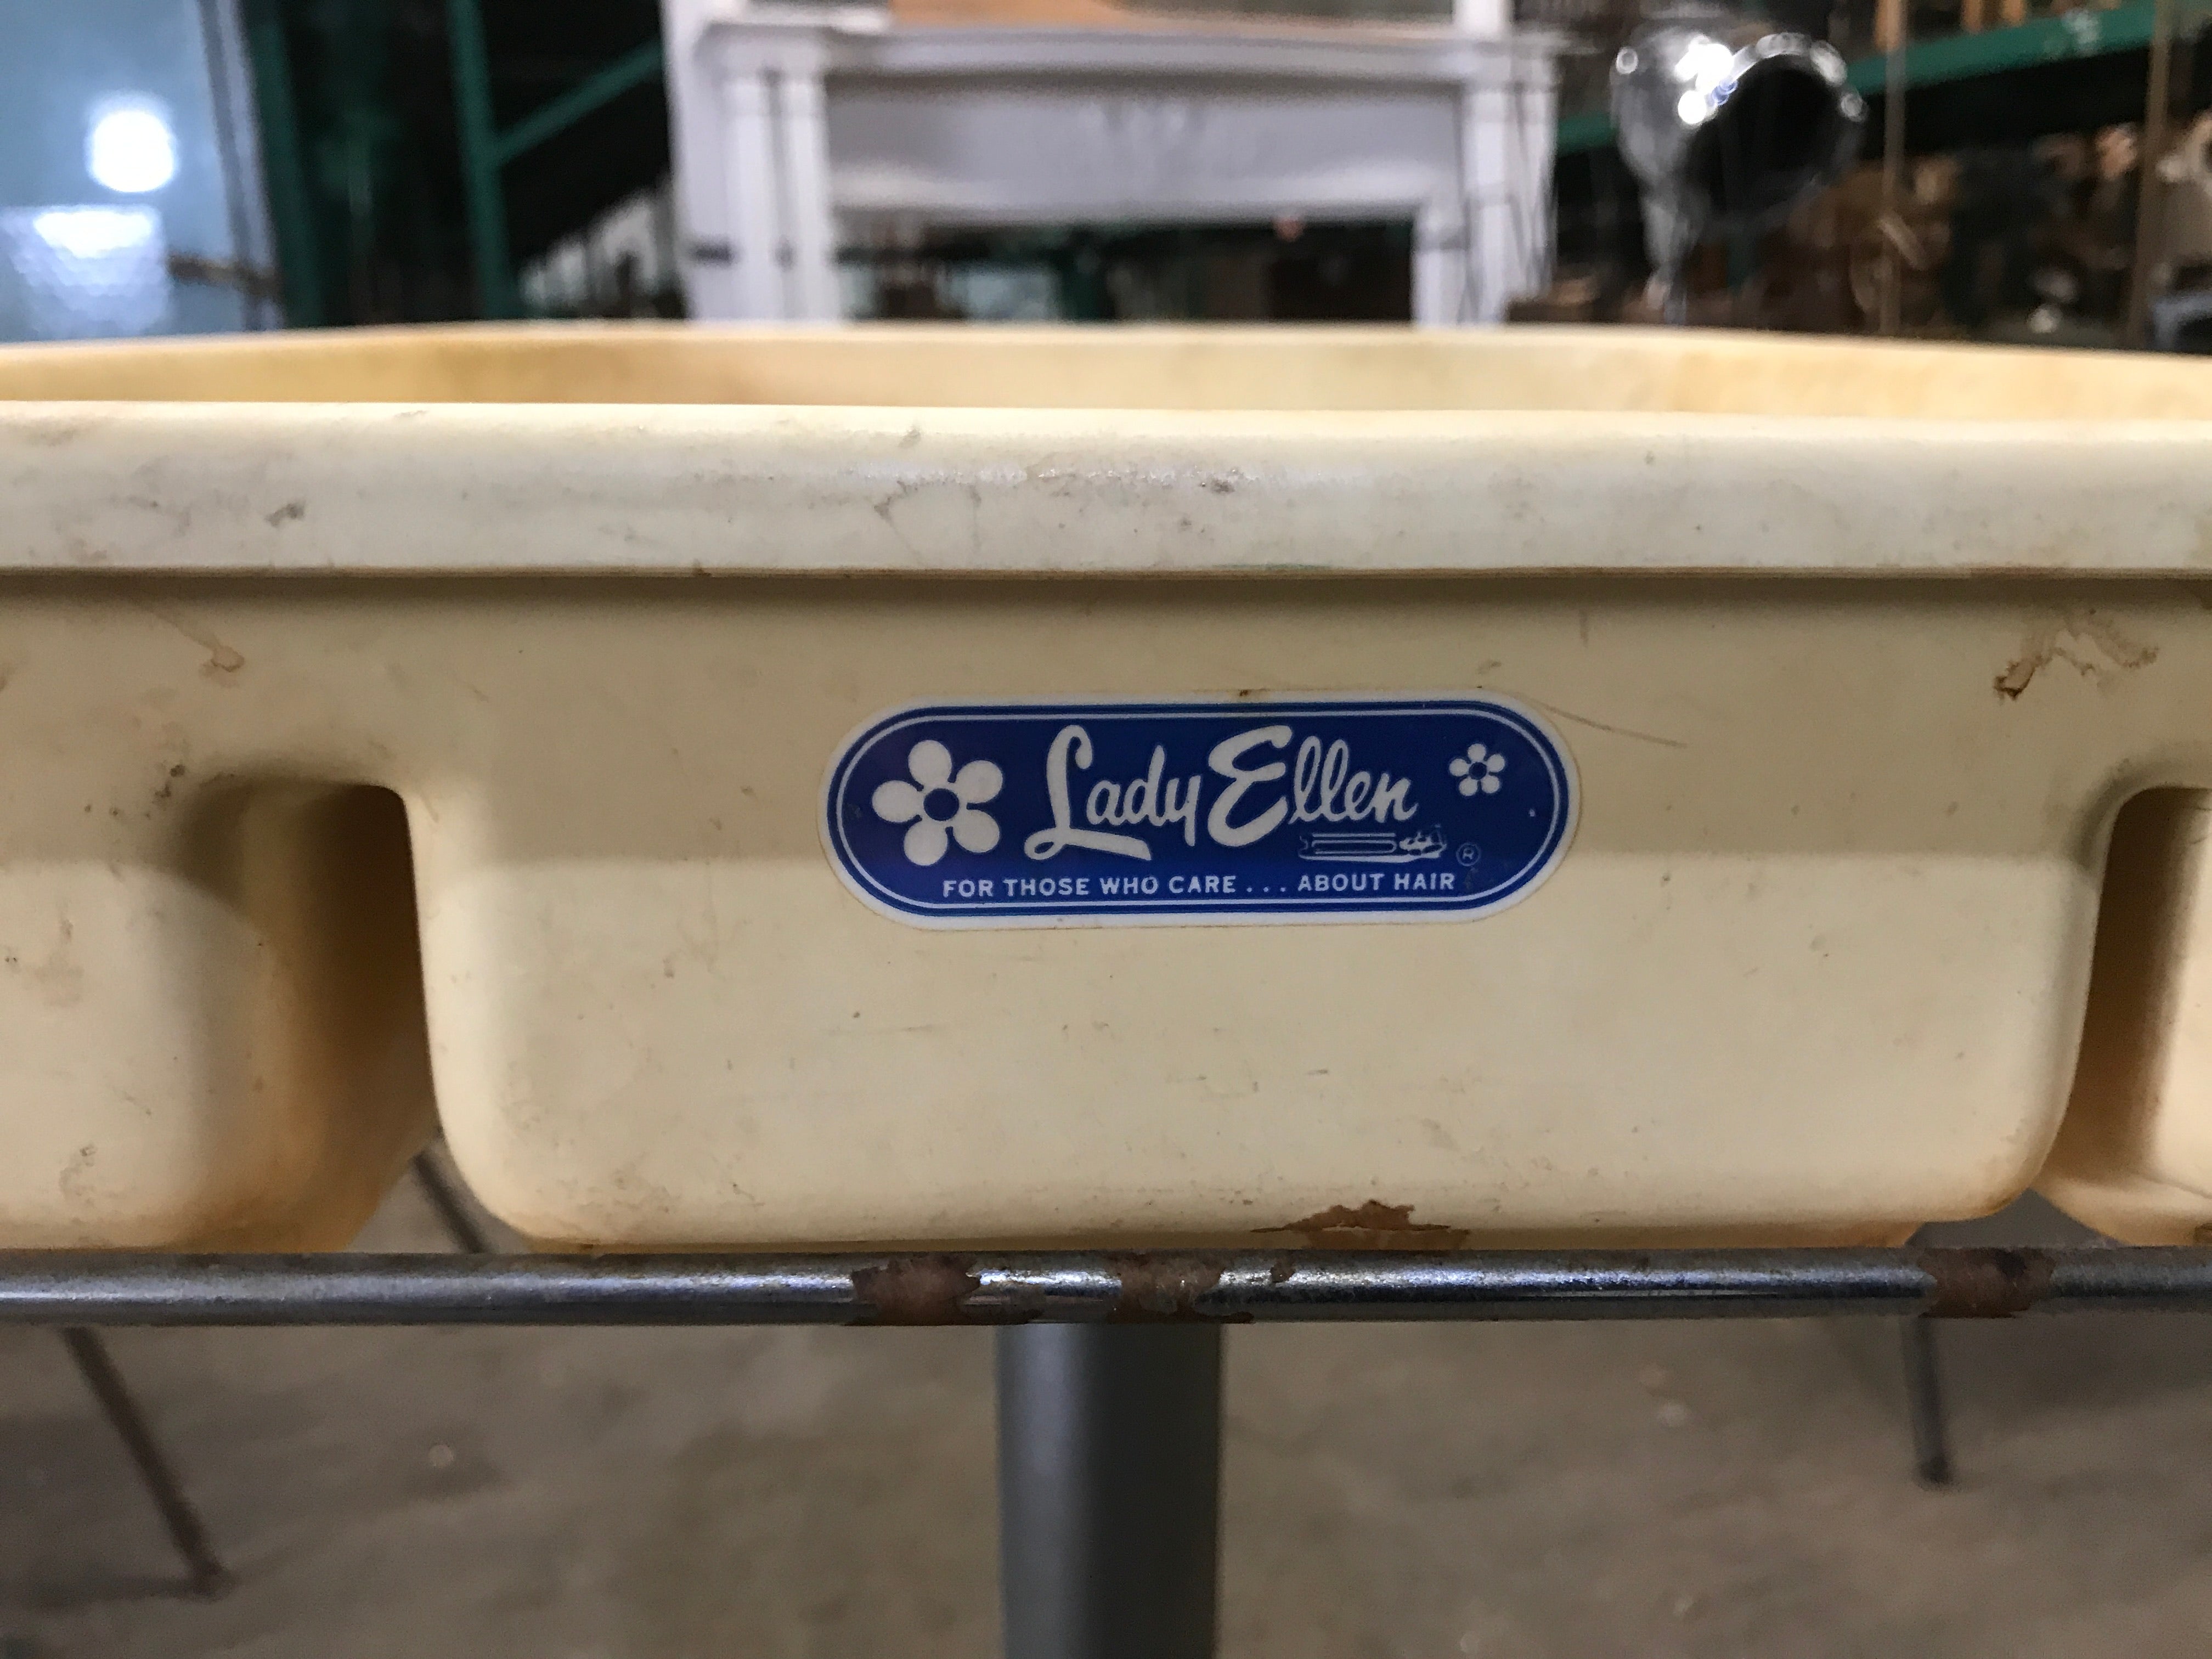 Lady Ellen
®
FOR THOSE WHO CARE... ABOUT HAIR